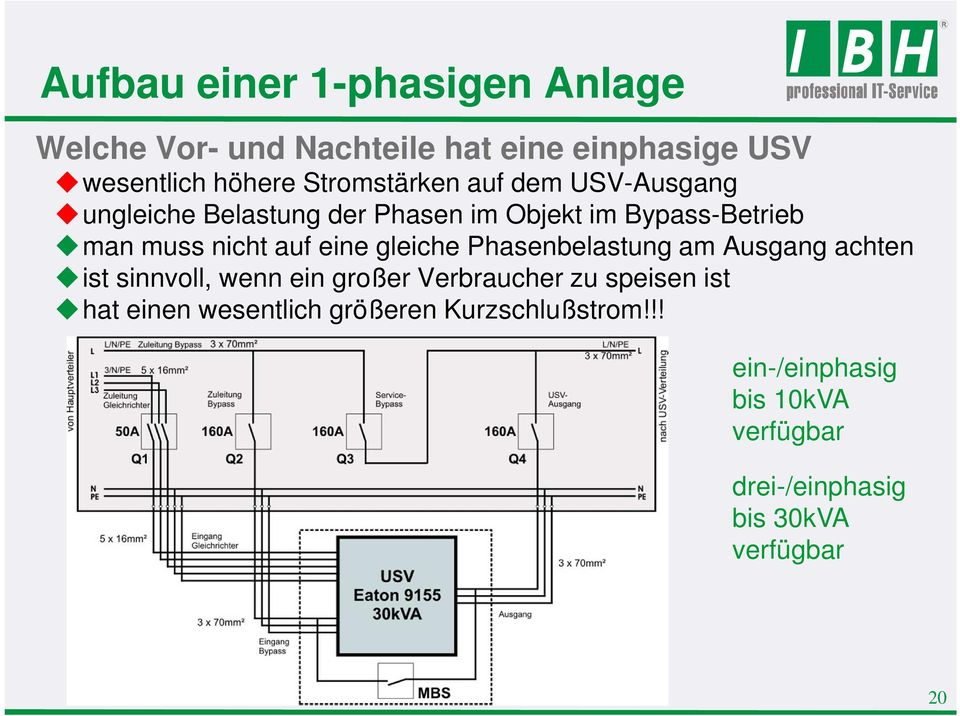 Aufbau einer 1-phasigen Anlage
IBH®
professional IT-Service
Welche Vor- und Nachteile hat eine einphasige USV
wesentlich höhere Stromstärken auf dem USV-Ausgang
ungleiche Belastung der Phasen im Objekt im Bypass-Betrieb
man muss nicht auf eine gleiche Phasenbelastung am Ausgang achten
ist sinnvoll, wenn ein großer Verbraucher zu speisen ist
hat einen wesentlich größeren Kurzschlußstrom!!!
von Hauptverteiler
L
L/N/PE Zuleitung Bypass 3 x 70mm²
L1
L2
L3
3/N/PE 5 x 16mm²
Zuleitung
Gleichrichter
Zuleitung
Bypass
Service-
Bypass
USV-
Ausgang
L/N/PE
3 x 70mm²
L
nach USV-Verteilung
50A
Q1
160A
Q2
160A
Q3
160A
Q4
N
PE
N
PE
5 x 16mm²
Eingang
Gleichrichter
USV
Eaton 9155
30kVA
3 x 70mm²
3 x 70mm²
Eingang
Bypass
Ausgang
MBS
ein-/einphasig
bis 10kVA
verfügbar
drei-/einphasig
bis 30kVA
verfügbar
20